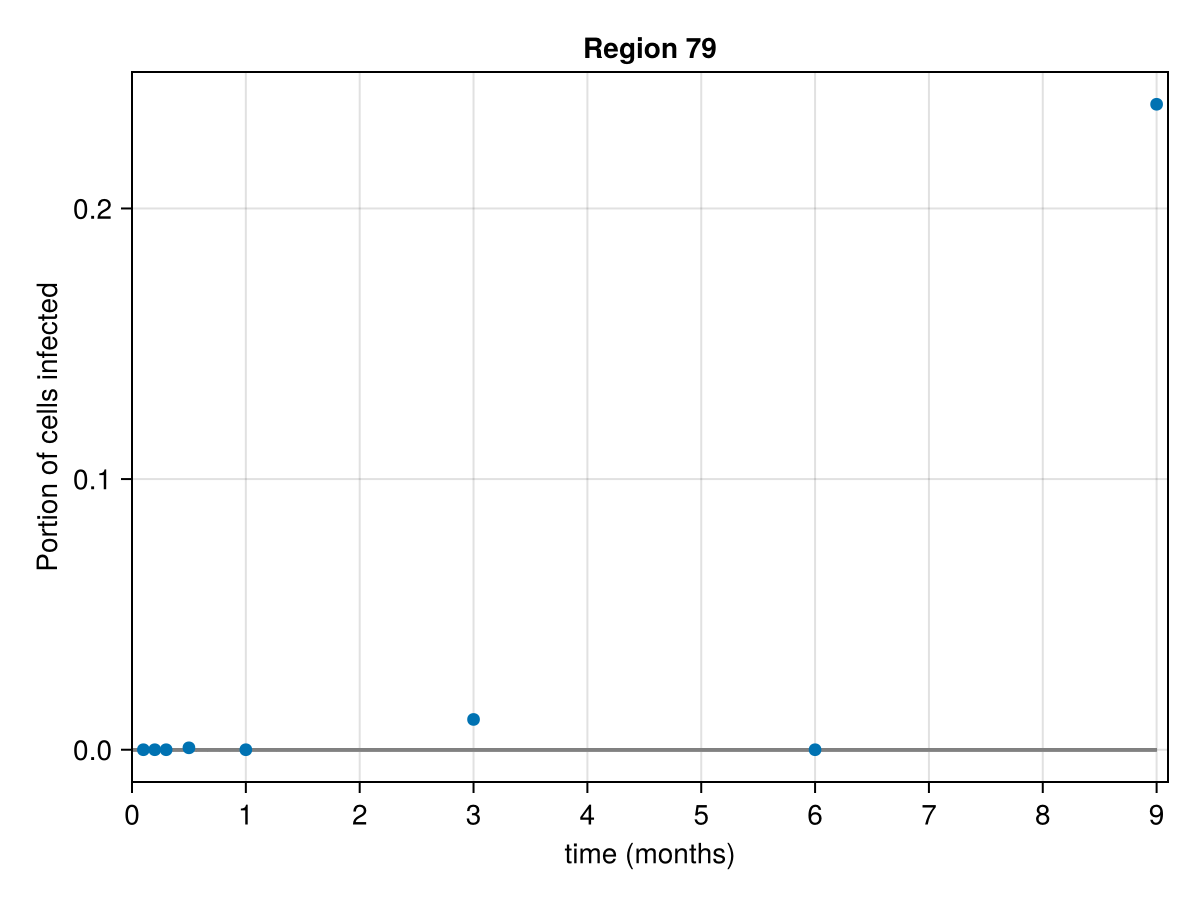 Region 79
Portion of cells infected
0.2
0.1
0.0
0 1 2 3 4 5 6 7 8 9
time (months)